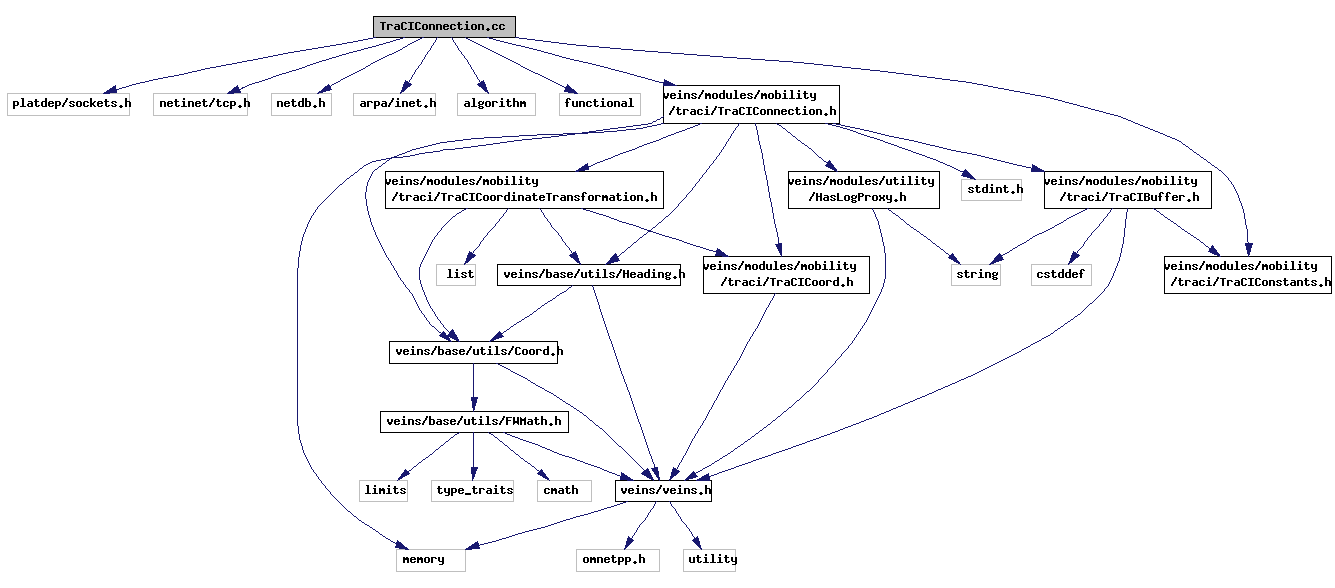 TraCIConnection.cc
platdep/sockets.h
netinet/tcp.h
netdb.h
arpa/inet.h
algorithm
functional
veins/modules/mobility
/traci/TraCIConnection.h
veins/modules/mobility
/traci/TraCICoordinateTransformation.h
veins/modules/utility
/HasLogProxy.h
stdint.h
veins/modules/mobility
/traci/TraCIBuffer.h
list
veins/base/utils/Heading.h
veins/modules/mobility
/traci/TraCICoord.h
string
cstddef
veins/modules/mobility
/traci/TraCIConstants.h
veins/base/utils/Coord.h
veins/base/utils/FWMath.h
limits
type_traits
cmath
veins/veins.h
memory
omnetpp.h
utility